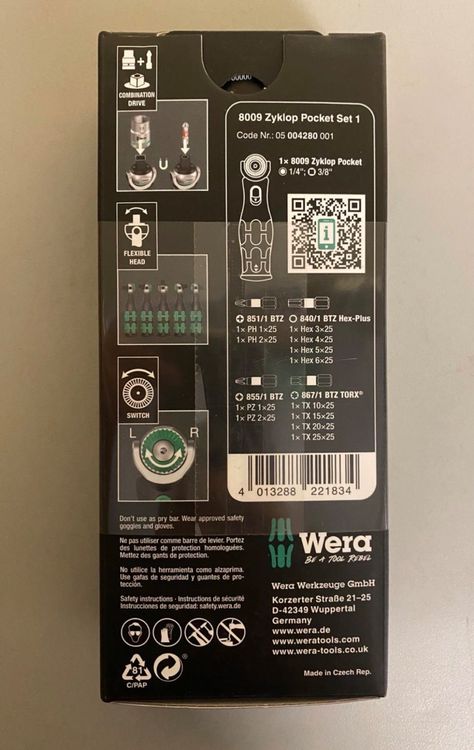 COMBINATION
DRIVE
FLEXIBLE
HEAD
SWITCH
L R
8009 Zyklop Pocket Set 1
Code Nr.: 05 004280 001
1× 8009 Zyklop Pocket
1/4"; 3/8"
851/1 BTZ
1× PH 1×25
1× PH 2×25
840/1 BTZ Hex-Plus
1× Hex 3×25
1× Hex 4×25
1× Hex 5×25
1× Hex 6×25
855/1 BTZ
1× PZ 1×25
1× PZ 2×25
867/1 BTZ TORX®
1× TX 10×25
1× TX 15×25
1× TX 20×25
1× TX 25×25
4 013288 221834
Don't use as pry bar. Wear approved safety
goggies and gloves.
Ne pas utiliser comme barre de levier. Portez
des lunettes de protection homologuées.
Mettez des gants de protection.
No utilice la herramienta como alzaprima.
Use gafas de seguridad y guantes de pro-
tección.
Safety instructions · Instructions de sécurité
Instrucciones de seguridad: safety.wera.de
81
C/PAP
Wera
BE A TOOL REBEL
Wera Werkzeuge GmbH
Korzerter Straße 21–25
D-42349 Wuppertal
Germany
www.wera.de
www.weratools.com
www.wera-tools.co.uk
Made in Czech Rep.